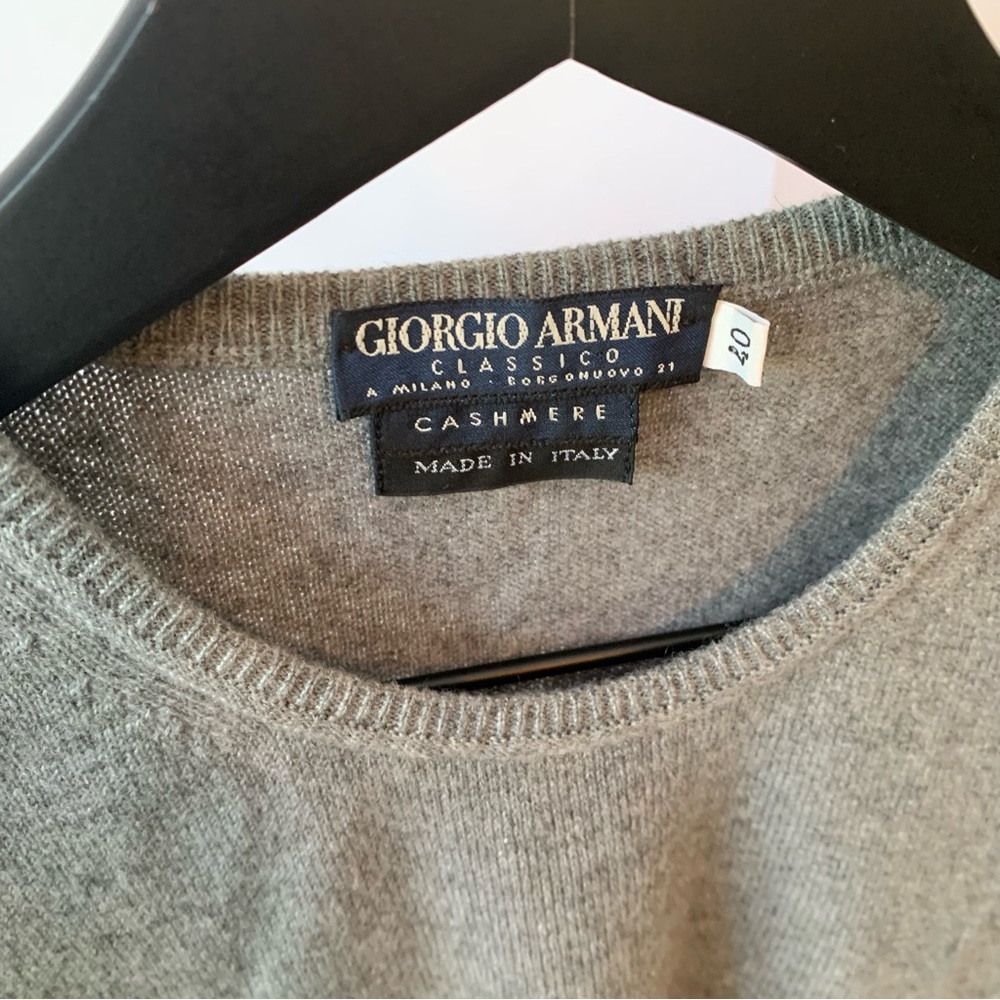 GIORGIO ARMANI
CLASSICO
A MILANO · BORGONUOVO 21
CASHMERE
MADE IN ITALY
40